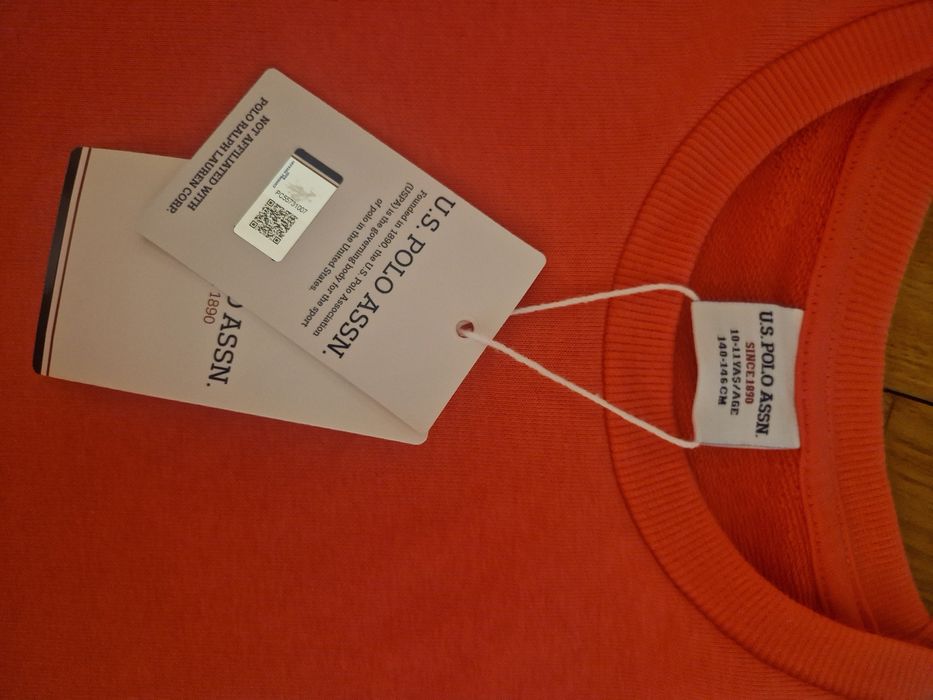 U.S. POLO ASSN.
Founded in 1890, the U.S. Polo Association
(USPA) is the governing body for the sport
of polo in the United States.
PC55731007
NOT AFFILIATED WITH
POLO RALPH LAUREN CORP.
ASSN.
1890
U.S. POLO ASSN.
SINCE 1890
10-11 YAŞ/AGE
140-146 CM